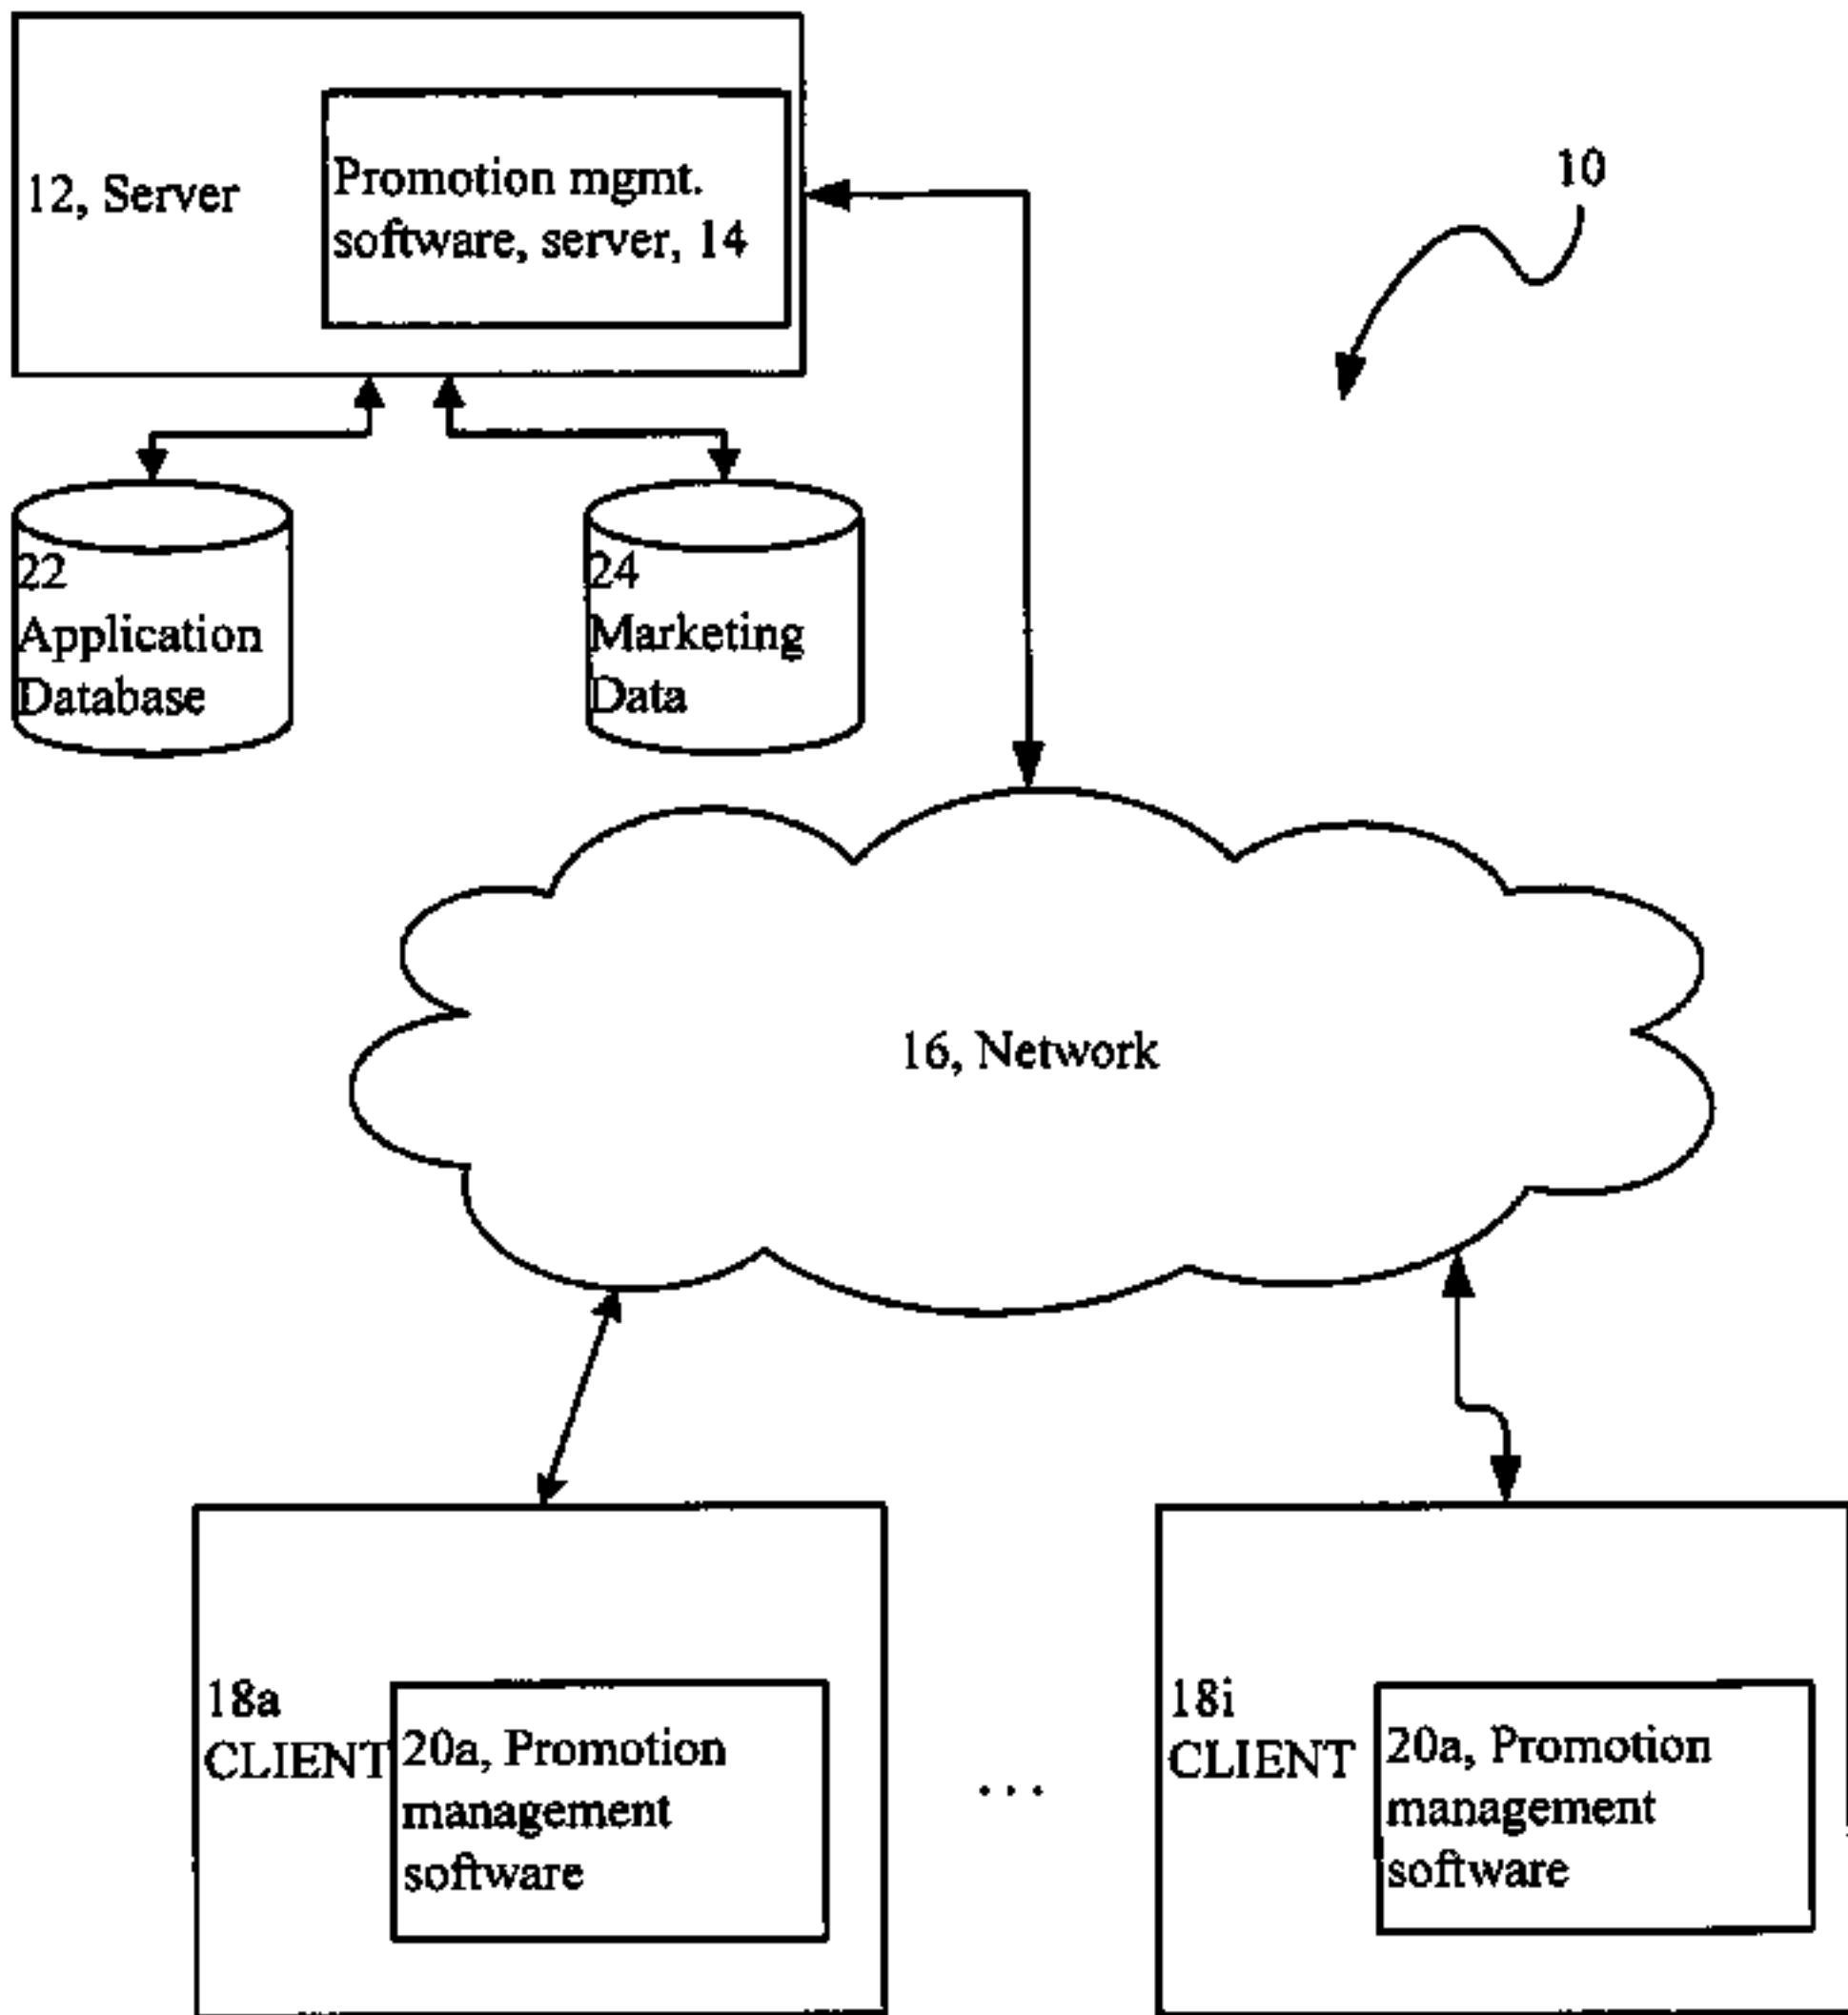 12, Server
Promotion mgmt.
software, server, 14
10
22
Application
Database
24
Marketing
Data
16, Network
18a
CLIENT
20a, Promotion
management
software
...
18i
CLIENT
20a, Promotion
management
software